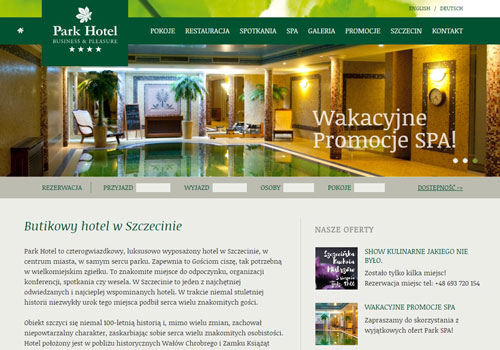 ENGLISH / DEUTSCH
Park Hotel
BUSINESS & PLEASURE
POKOJE RESTAURACJA SPOTKANIA SPA GALERIA PROMOCJE SZCZECIN KONTAKT
Wakacyjne
Promocje SPA!
REZERWACJA PRZYJAZD WYJAZD OSOBY POKOJE DOSTĘPNOŚĆ ->
Butikowy hotel w Szczecinie
Park Hotel to czterogwiazdkowy, luksusowo wyposażony hotel w Szczecinie, w
centrum miasta, w samym sercu parku. Zapewnia to Gościom ciszę, tak potrzebną
w wielkomiejskim zgiełku. To znakomite miejsce do odpoczynku, organizacji
konferencji, spotkania czy wesela. W Szczecinie to jeden z najchętniej
odwiedzanych i najcieplej wspominanych hoteli. W trakcie niemal stuletniej
historii niezwykły urok tego miejsca podbił serca wielu znakomitych gości.
Obiekt szczyci się niemal 100-letnią historią i, mimo wielu zmian, zachował
niepowtarzalny charakter, zaskarbiając sobie serca wielu znakomitych osobistości.
Hotel położony jest w pobliżu historycznych Wałów Chrobrego i Zamku Książąt
NASZE OFERTY
Szczecińska
Kuchnia
Mistrzów
SHOW KULINARNE JAKIEGO NIE
BYŁO.
Zostało tylko kilka miejsc!
Rezerwacja miejsc tel: +48 693 720 154
WAKACYJNE PROMOCJE SPA
Zapraszamy do skorzystania z
wyjątkowych ofert Park SPA!